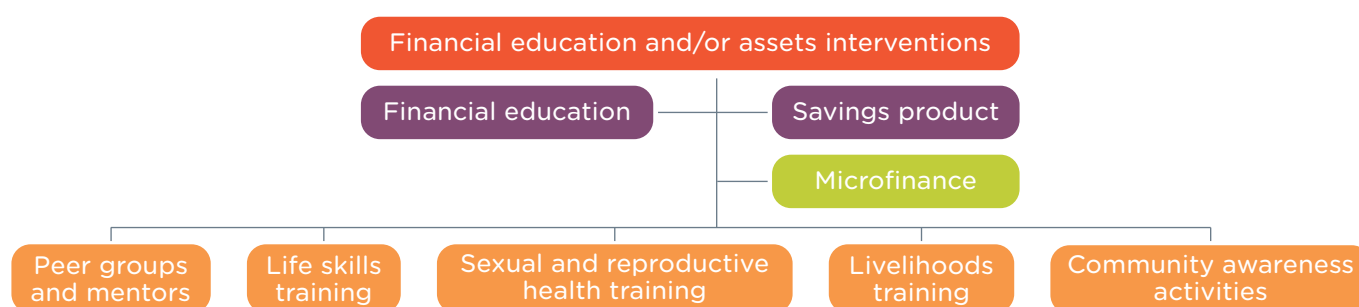 Financial education and/or assets interventions
Financial education
Savings product
Microfinance
Peer groups
and mentors
Life skills
training
Sexual and reproductive
health training
Livelihoods
training
Community awareness
activities